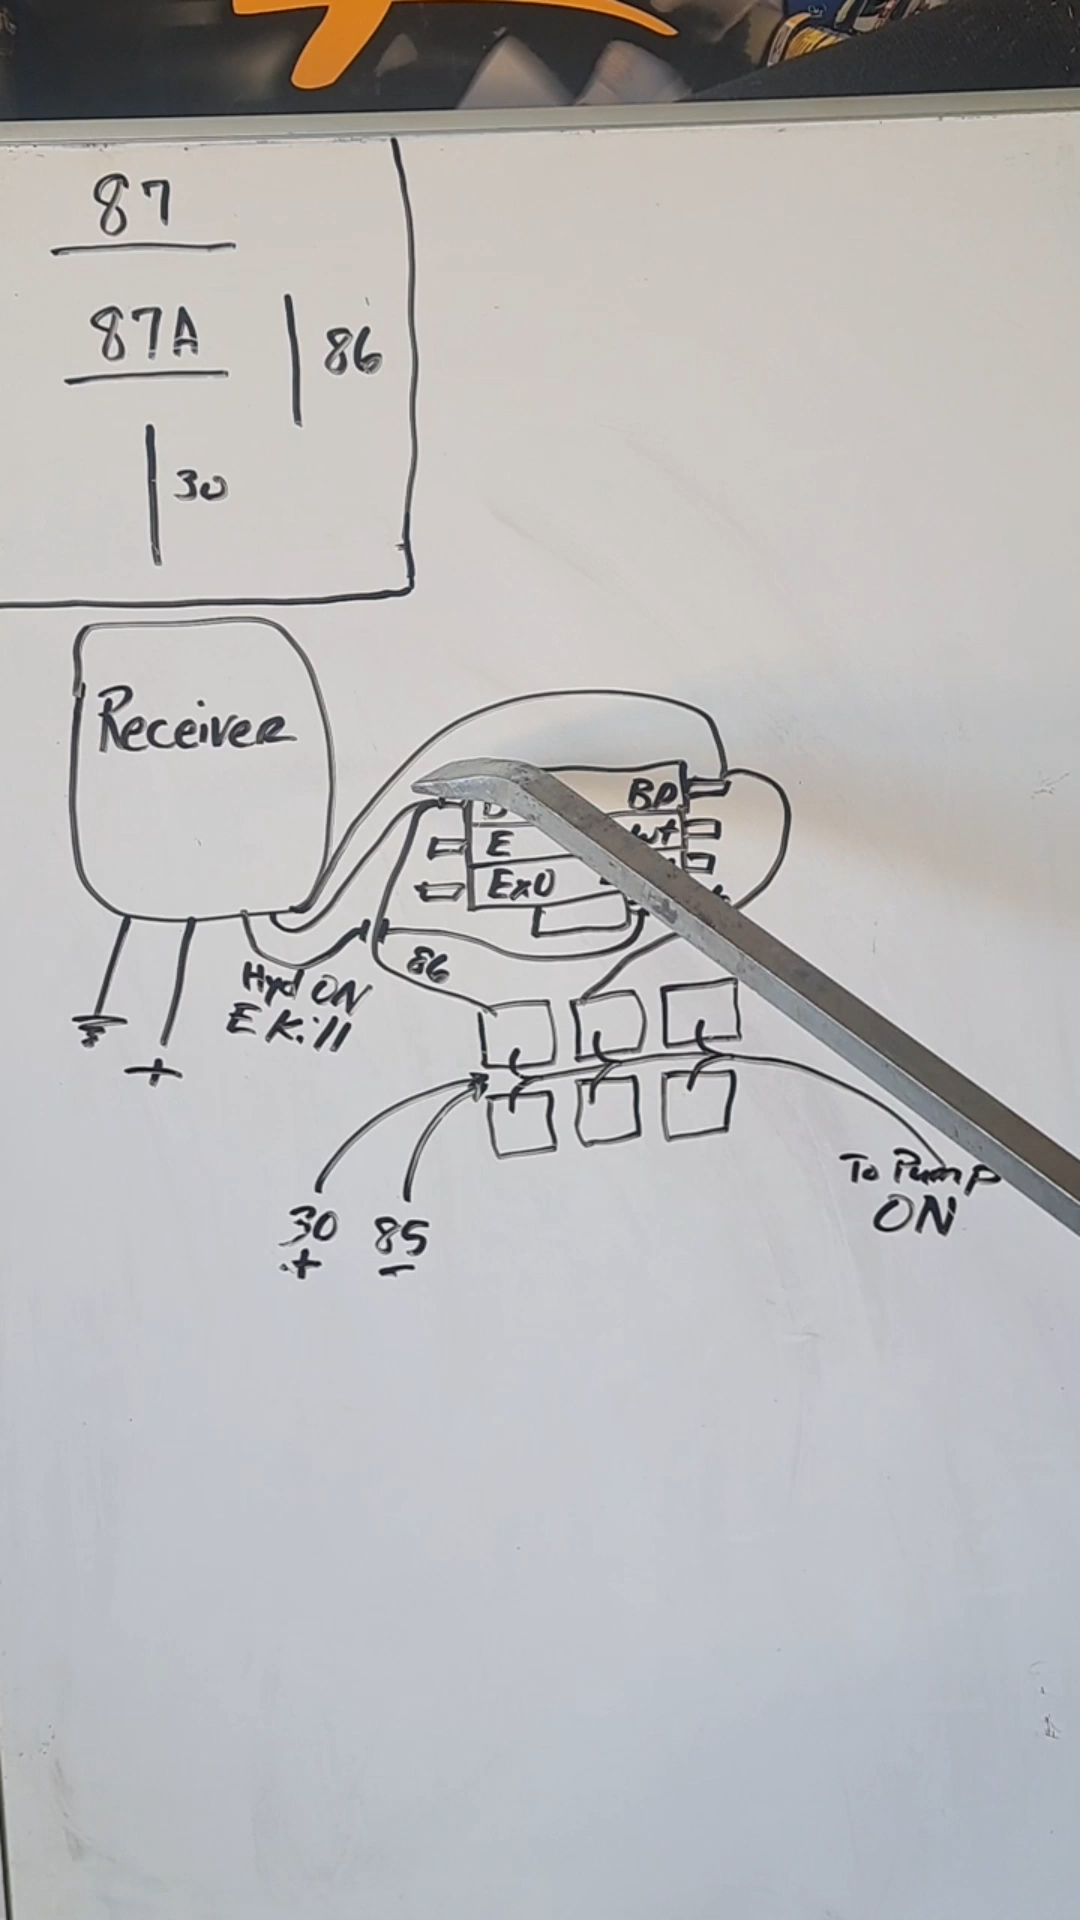 87
87A
86
30
Receiver
BD
E
wt
ExO
86
Hyd ON
E Kill
To Pump
ON
30 85
+ -
+